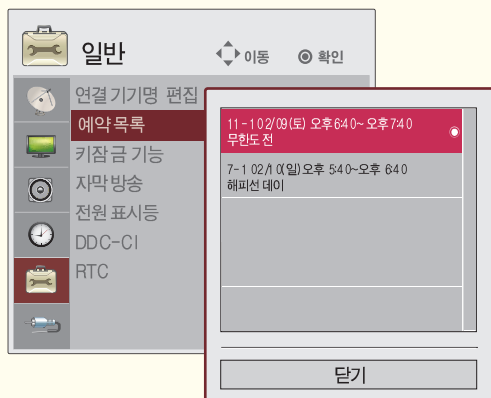 일반
이동 확인
연결 기기명 편집
예약 목록
키잠금 기능
자막 방송
전원 표시등
DDC-CI
RTC
11-1 02/09(토) 오후 6:40~ 오후 7:40
무한도전
7-1 02/10(일) 오후 5:40~오후 6:40
해피선데이
닫기